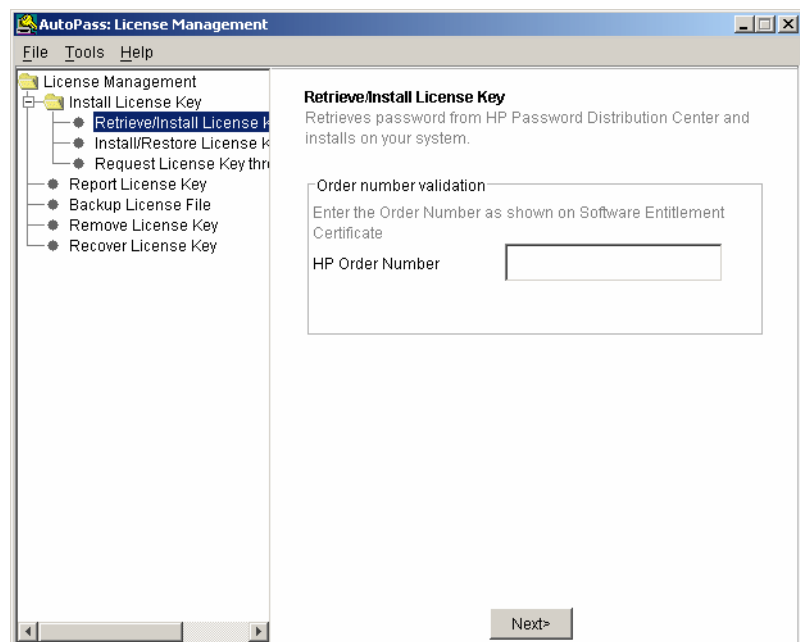 AutoPass: License Management
File Tools Help
License Management
Install License Key
Retrieve/Install License K
Install/Restore License K
Request License Key thr
Report License Key
Backup License File
Remove License Key
Recover License Key
Retrieve/Install License Key
Retrieves password from HP Password Distribution Center and
installs on your system.
Order number validation
Enter the Order Number as shown on Software Entitlement
Certificate
HP Order Number
Next>